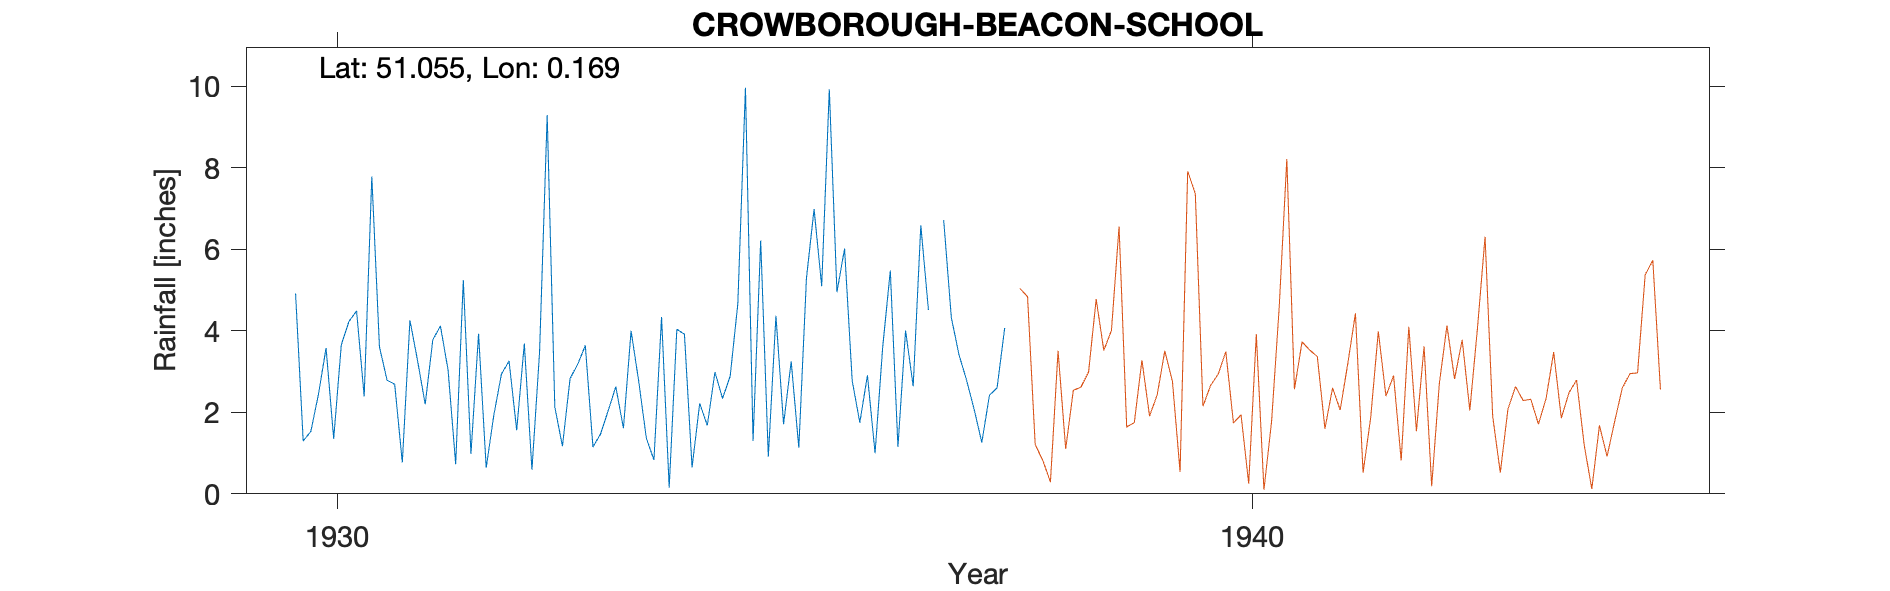 CROWBOROUGH-BEACON-SCHOOL
Lat: 51.055, Lon: 0.169
10
8
6
4
2
0
Rainfall [inches]
1930
1940
Year